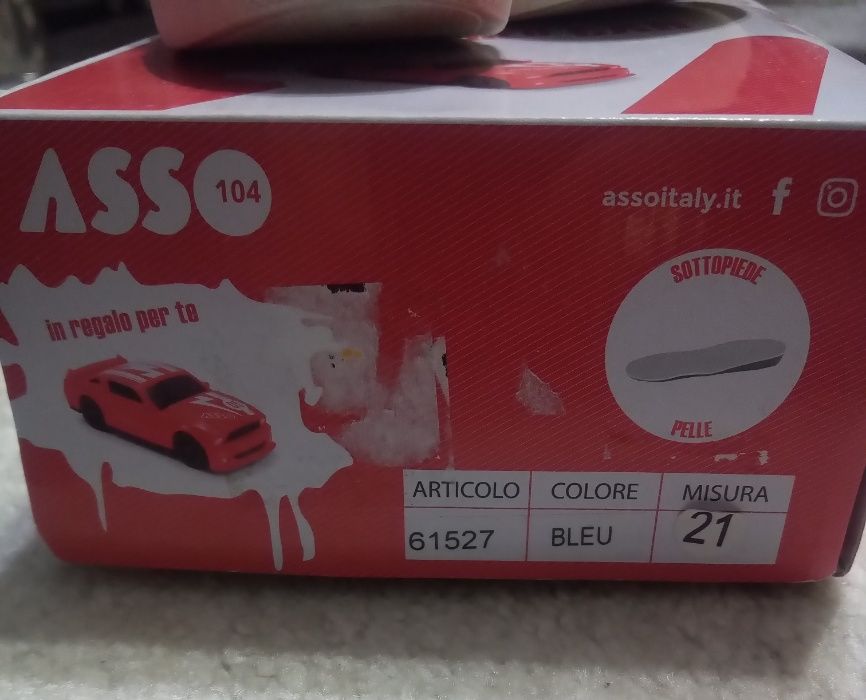 ASSO 104
assoitaly.it
SOTTOPIEDE
in regalo per te
PELLE
ARTICOLO COLORE MISURA
61527 BLEU 21